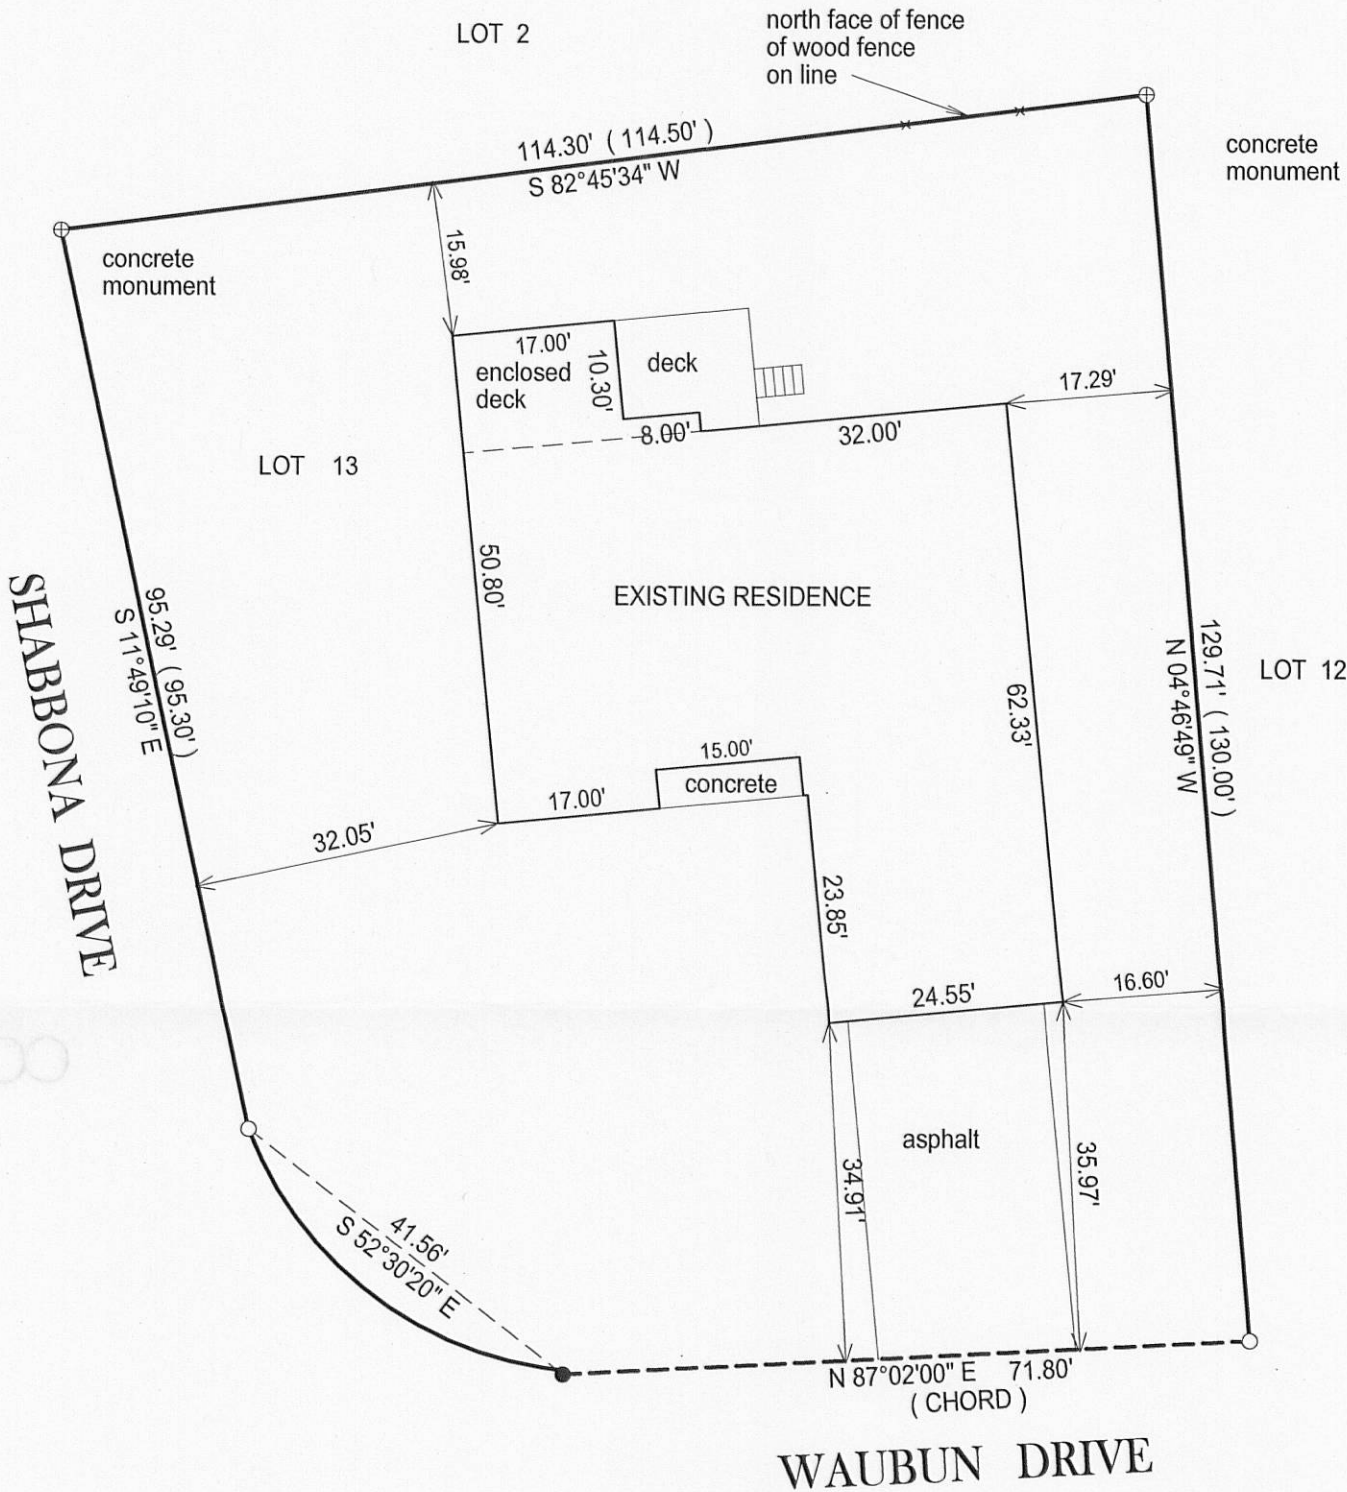 LOT 2
north face of fence
of wood fence
on line
114.30' ( 114.50' )
S 82°45'34" W
concrete
monument
concrete
monument
15.98'
17.00'
enclosed
deck
10.30'
deck
17.29'
8.00'
32.00'
LOT 13
50.80'
EXISTING RESIDENCE
SHABBONA DRIVE
95.29' ( 95.30' )
S 11°49'10" E
62.33'
129.71' ( 130.00' )
N 04°46'49" W
LOT 12
15.00'
concrete
17.00'
32.05'
23.85'
24.55'
16.60'
asphalt
34.91'
35.97'
41.56'
S 52°30'20" E
N 87°02'00" E 71.80'
( CHORD )
WAUBUN DRIVE